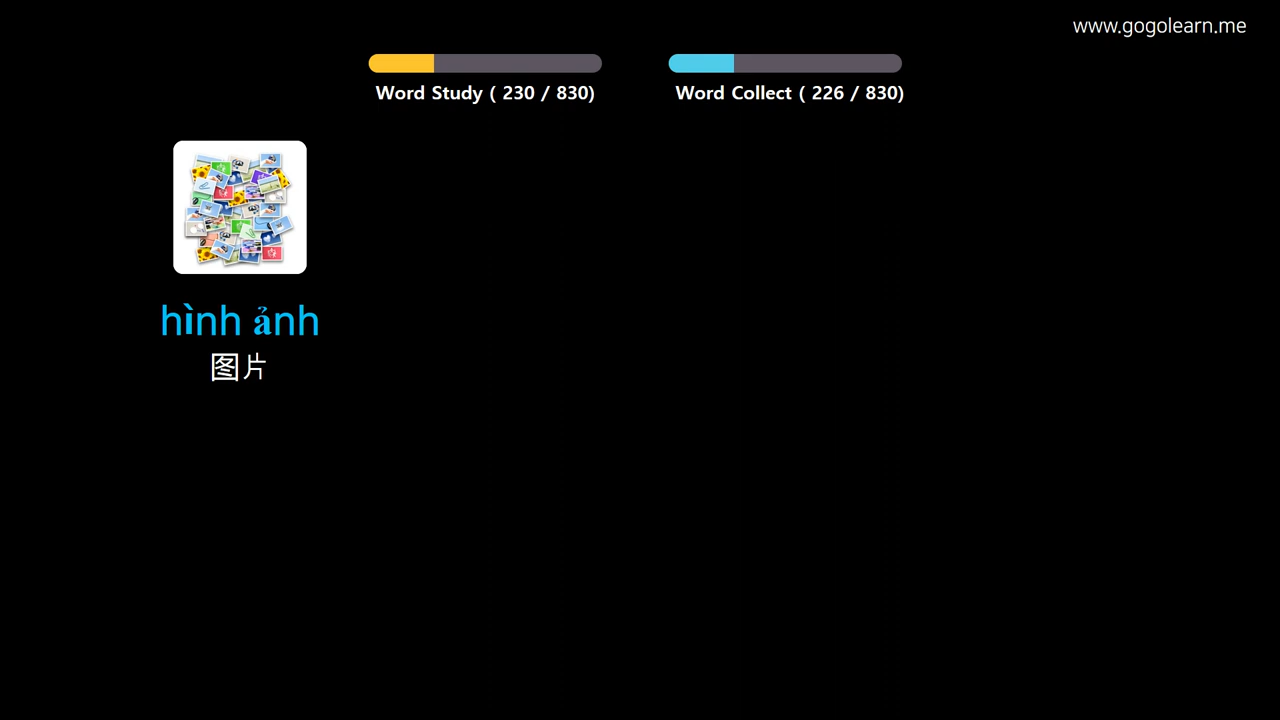 www.gogolearn.me
Word Study ( 230 / 830)
Word Collect ( 226 / 830)
hình ảnh
图片